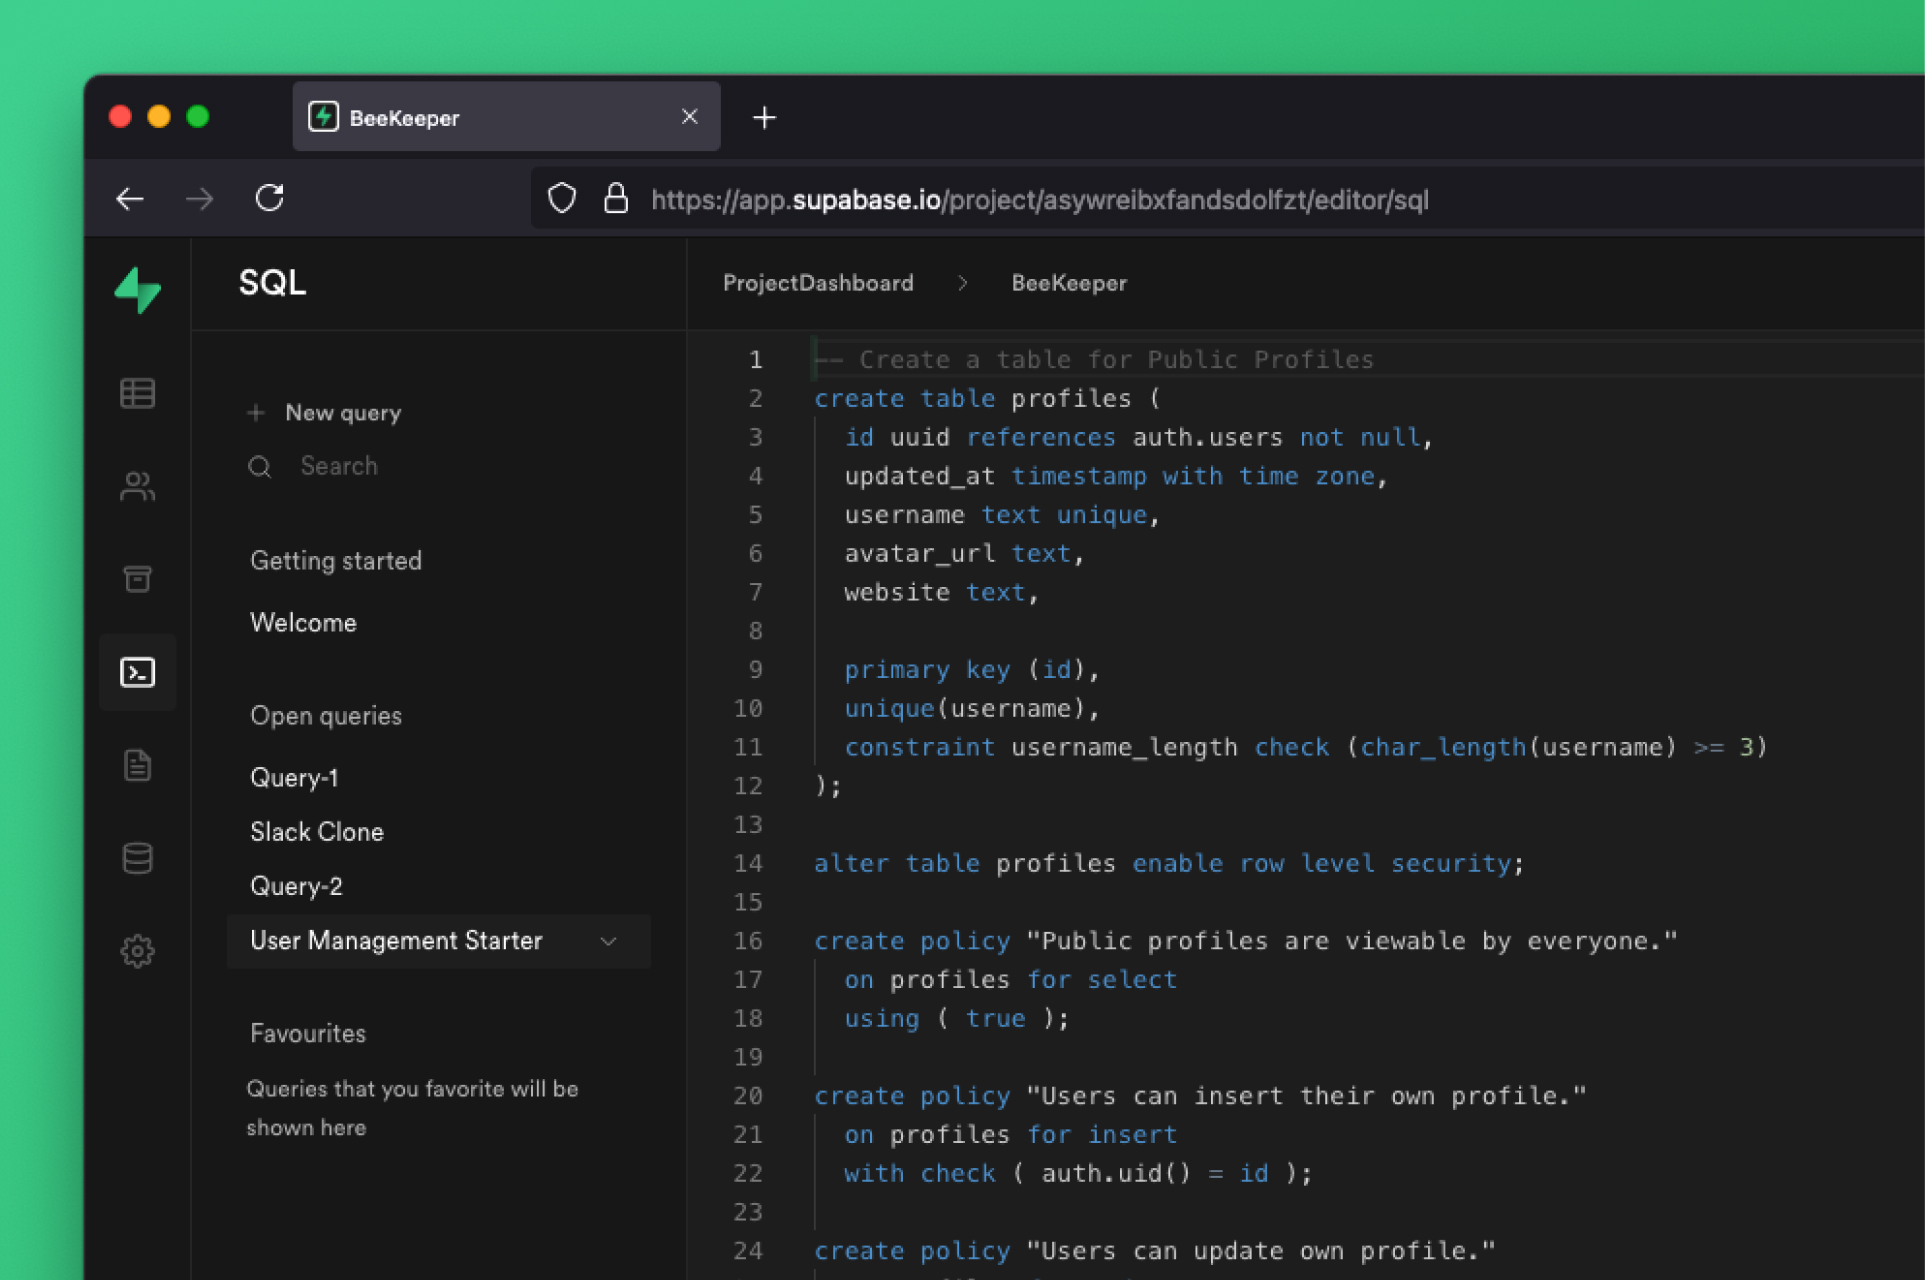 BeeKeeper
https://app.supabase.io/project/asywreibxfandsdolfzt/editor/sql
SQL
ProjectDashboard > BeeKeeper
New query
Search
Getting started
Welcome
Open queries
Query-1
Slack Clone
Query-2
User Management Starter
Favourites
Queries that you favorite will be
shown here
1 -- Create a table for Public Profiles
2 create table profiles (
3 id uuid references auth.users not null,
4 updated_at timestamp with time zone,
5 username text unique,
6 avatar_url text,
7 website text,
8
9 primary key (id),
10 unique(username),
11 constraint username_length check (char_length(username) >= 3)
12 );
13
14 alter table profiles enable row level security;
15
16 create policy "Public profiles are viewable by everyone."
17 on profiles for select
18 using ( true );
19
20 create policy "Users can insert their own profile."
21 on profiles for insert
22 with check ( auth.uid() = id );
23
24 create policy "Users can update own profile."